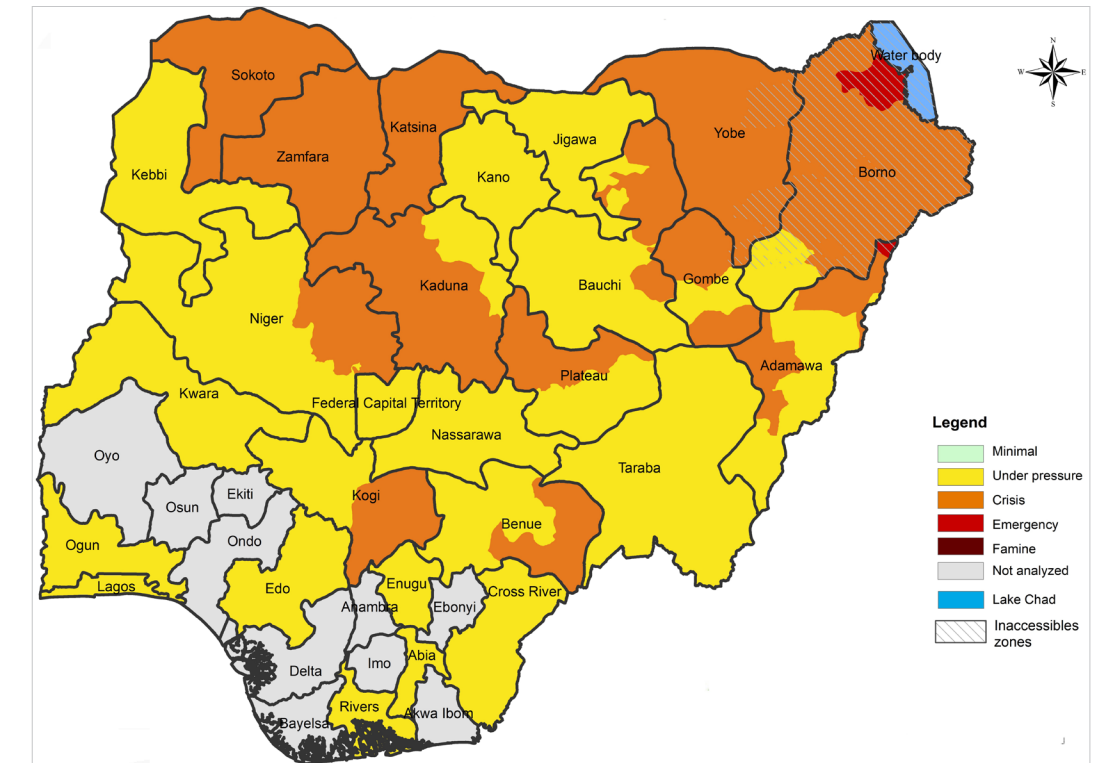 N
W
E
S
Water body
Sokoto
Katsina
Yobe
Jigawa
Zamfara
Kebbi
Kano
Borno
Gombe
Kaduna
Bauchi
Niger
Adamawa
Plateau
Kwara
Federal Capital Territory
Nassarawa
Taraba
Oyo
Kogi
Ekiti
Osun
Benue
Ondo
Ogun
Lagos
Edo
Enugu
Cross River
Anambra
Ebonyi
Abia
Imo
Delta
Rivers
Akwa Ibom
Bayelsa
Legend
Minimal
Under pressure
Crisis
Emergency
Famine
Not analyzed
Lake Chad
Inaccessibles
zones